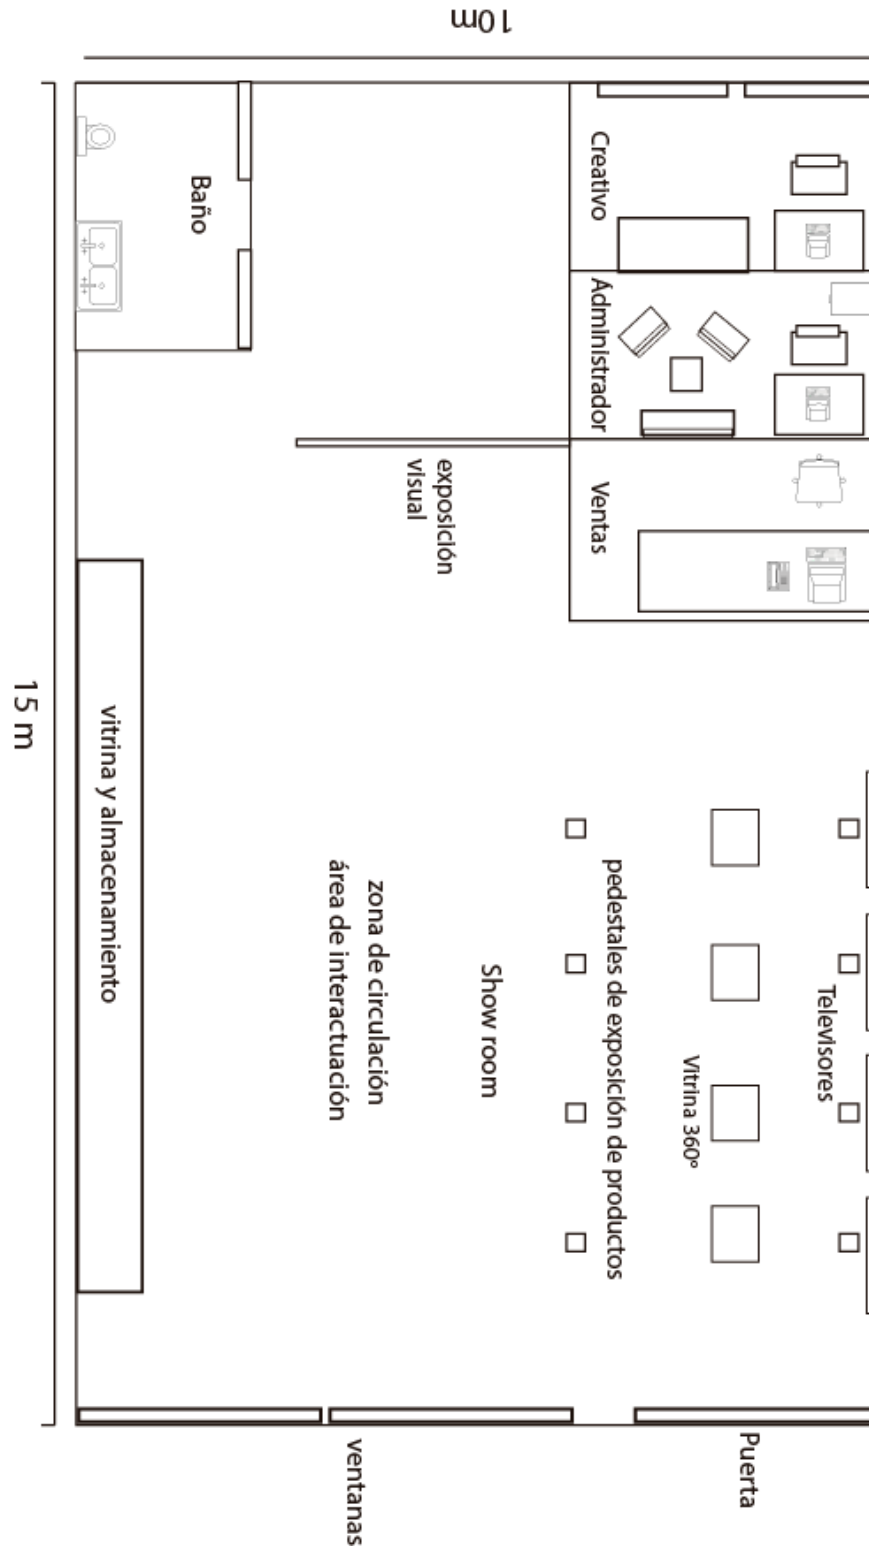 10m
15 m
Baño
Creativo
Administrador
Ventas
exposición
visual
vitrina y almacenamiento
zona de circulación
área de interactuación
Show room
pedestales de exposición de productos
Vitrina 360º
Televisores
ventanas
Puerta